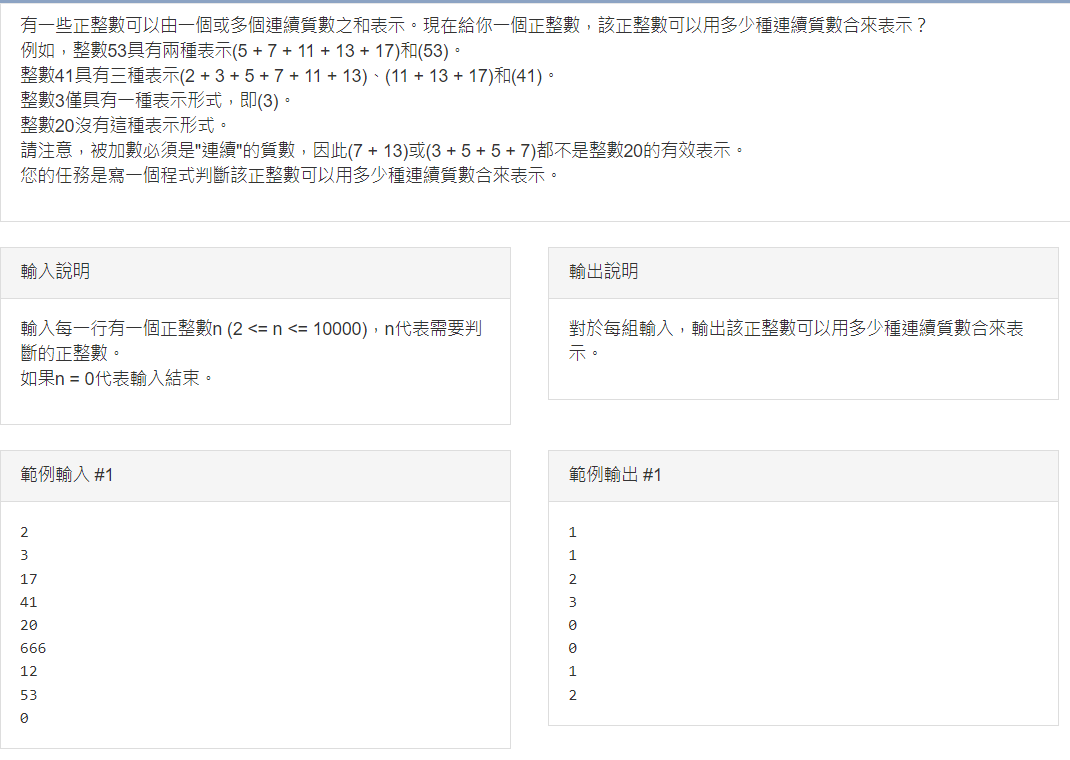 有一些正整數可以由一個或多個連續質數之和表示。現在給你一個正整數，該正整數可以用多少種連續質數合來表示？
例如，整數53具有兩種表示(5 + 7 + 11 + 13 + 17)和(53)。
整數41具有三種表示(2 + 3 + 5 + 7 + 11 + 13)、(11 + 13 + 17)和(41)。
整數3僅具有一種表示形式，即(3)。
整數20沒有這種表示形式。
請注意，被加數必須是"連續"的質數，因此(7 + 13)或(3 + 5 + 5 + 7)都不是整數20的有效表示。
您的任務是寫一個程式判斷該正整數可以用多少種連續質數合來表示。
輸入說明
輸入每一行有一個正整數n (2 <= n <= 10000)，n代表需要判
斷的正整數。
如果n = 0代表輸入結束。
輸出說明
對於每組輸入，輸出該正整數可以用多少種連續質數合來表
示。
範例輸入 #1
2
3
17
41
20
666
12
53
0
範例輸出 #1
1
1
2
3
0
0
1
2